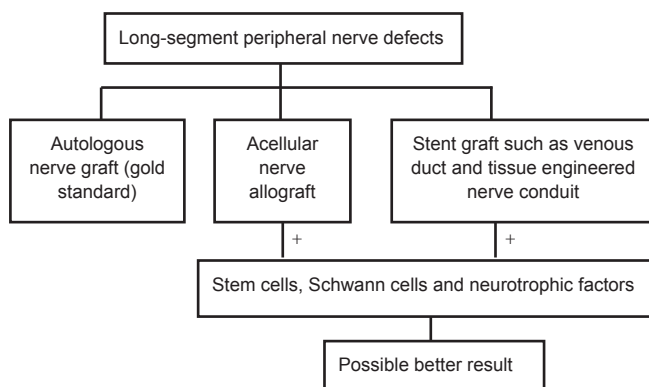 Long-segment peripheral nerve defects
Autologous
nerve graft (gold
standard)
Acellular
nerve
allograft
Stent graft such as venous
duct and tissue engineered
nerve conduit
+
+
Stem cells, Schwann cells and neurotrophic factors
Possible better result